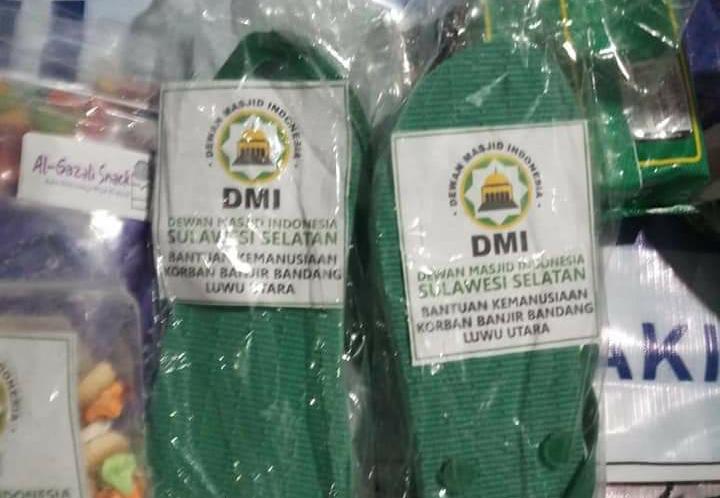 Al-Gazali Snack
DEWAN MASJID INDONESIA
DMI
DEWAN MASJID INDONESIA
SULAWESI SELATAN
BANTUAN KEMANUSIAAN
KORBAN BANJIR BANDANG
LUWU UTARA
DEWAN MASJID INDONESIA
DMI
DEWAN MASJID INDONESIA
SULAWESI SELATAN
BANTUAN KEMANUSIAAN
KORBAN BANJIR BANDANG
LUWU UTARA
AKI